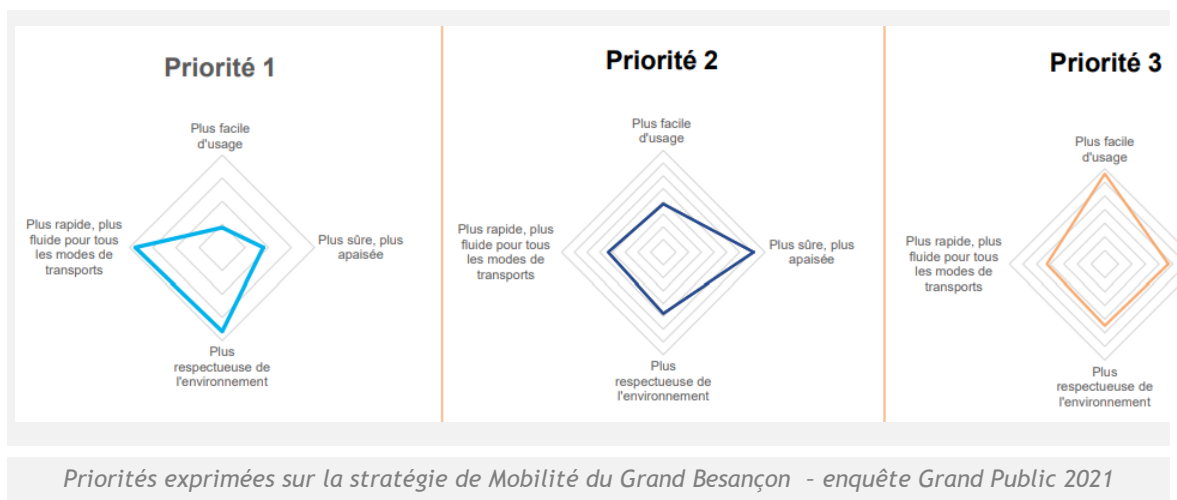 Priorité 1
Plus facile
d'usage
Plus rapide, plus
fluide pour tous
les modes de
transports
Plus sûre, plus
apaisée
Plus
respectueuse de
l'environnement
Priorité 2
Plus facile
d'usage
Plus rapide, plus
fluide pour tous
les modes de
transports
Plus sûre, plus
apaisée
Plus
respectueuse de
l'environnement
Priorité 3
Plus facile
d'usage
Plus rapide, plus
fluide pour tous
les modes de
transports
Plus
respectueuse de
l'environnement
Priorités exprimées sur la stratégie de Mobilité du Grand Besançon - enquête Grand Public 2021